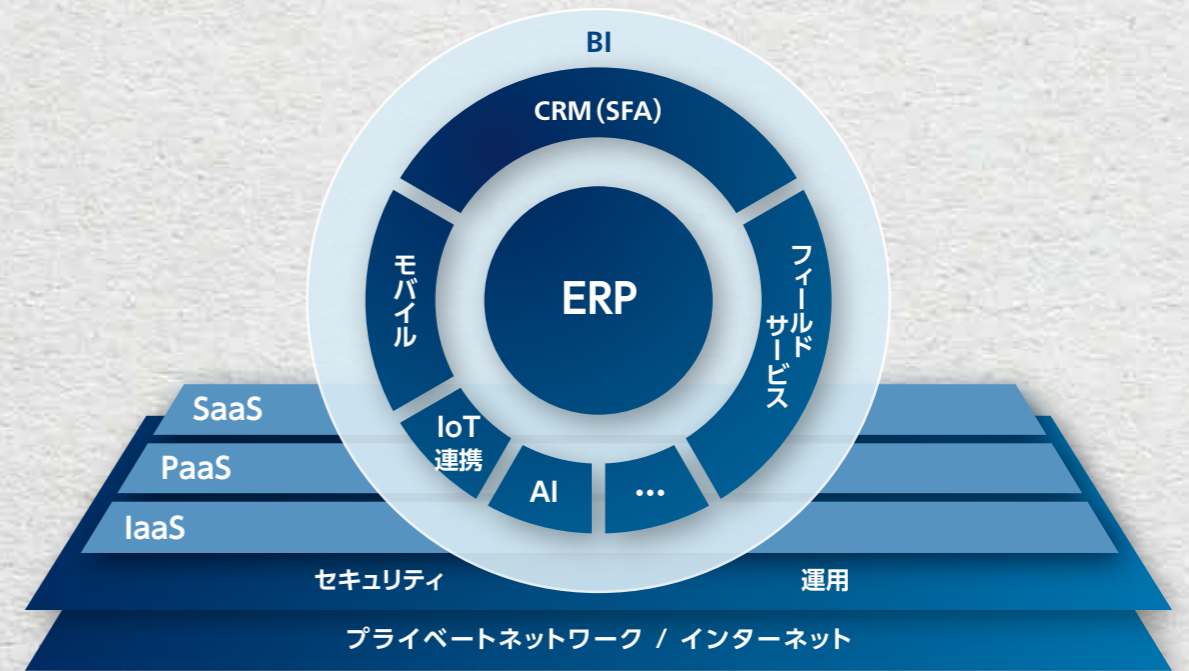 BI
CRM（SFA）
ERP
モバイル
フィールド
サービス
IoT
連携
AI
…
SaaS
PaaS
IaaS
セキュリティ
運用
プライベートネットワーク / インターネット